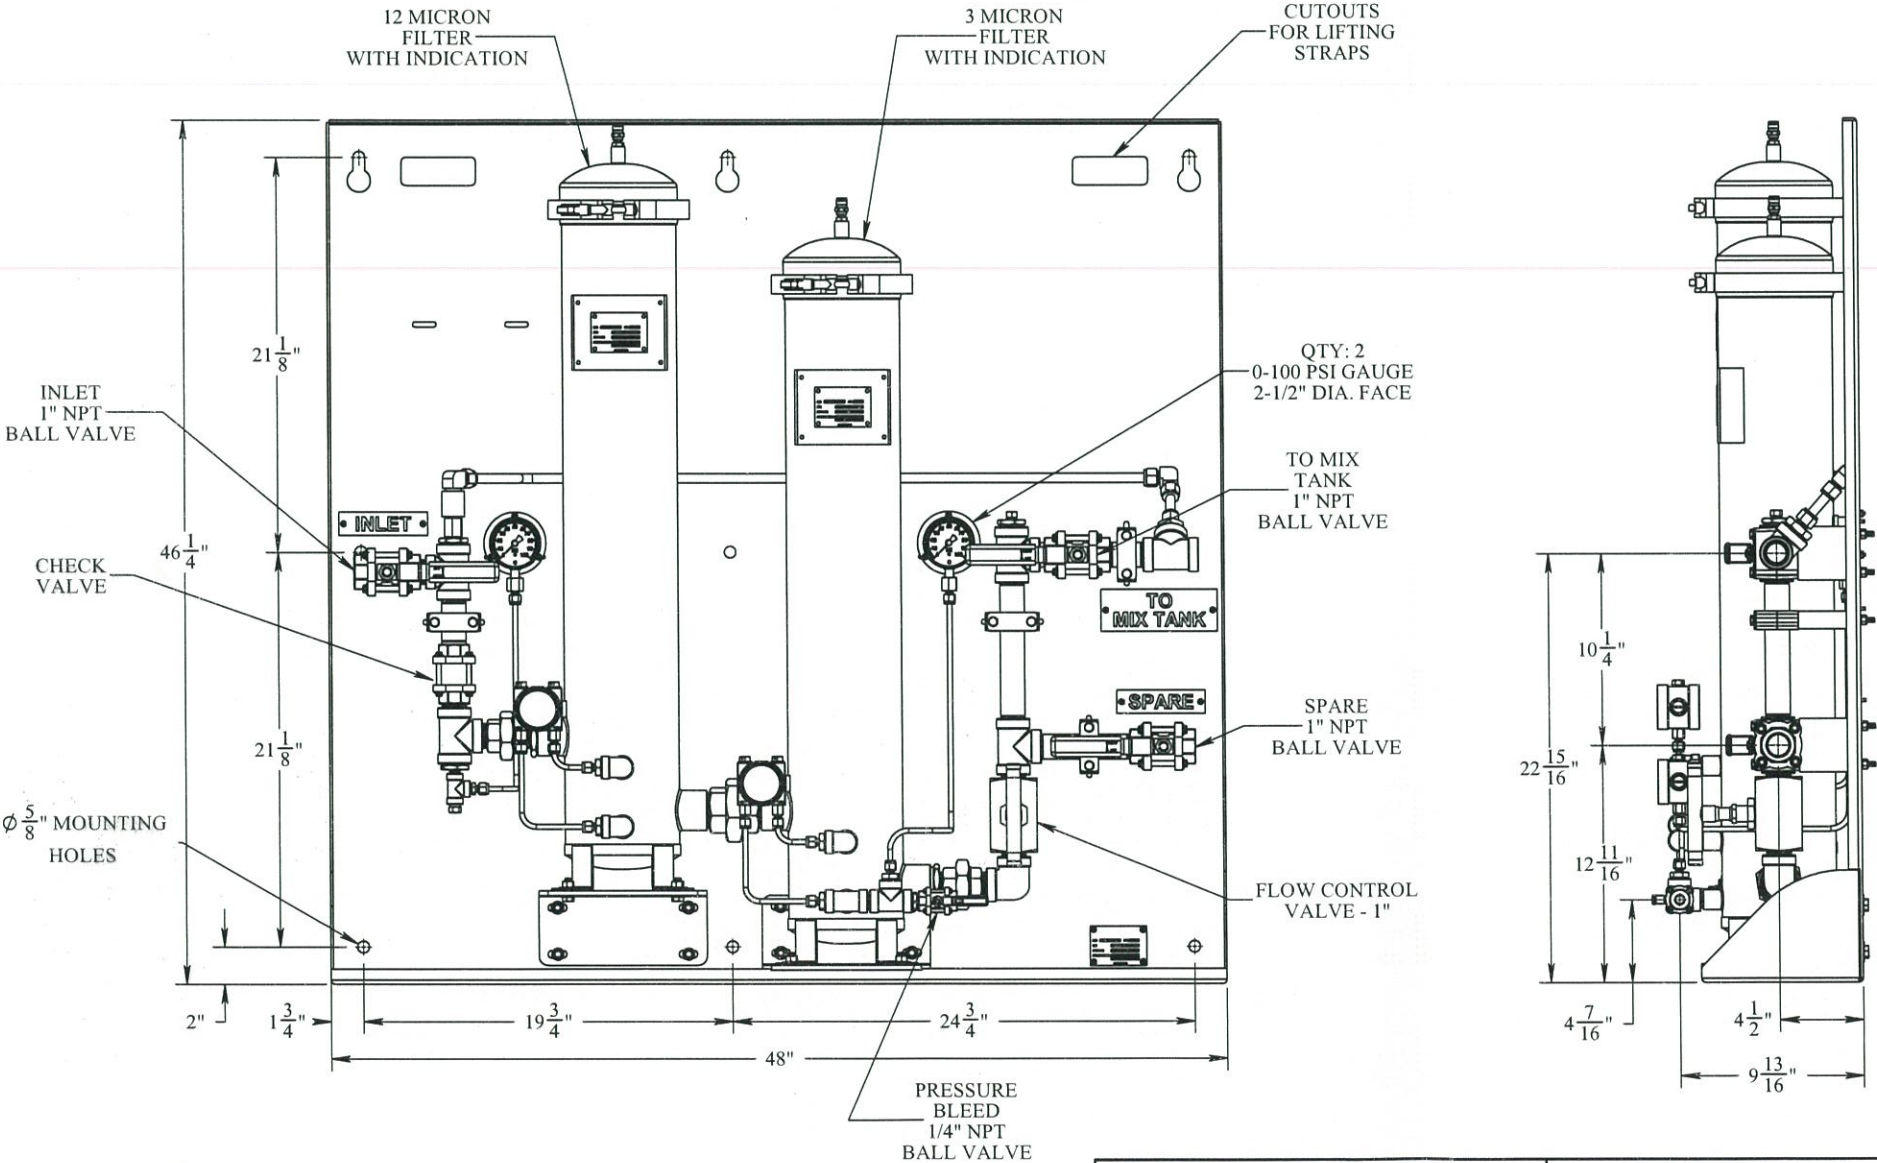 12 MICRON
FILTER
WITH INDICATION
3 MICRON
FILTER
WITH INDICATION
CUTOUTS
FOR LIFTING
STRAPS
QTY: 2
0-100 PSI GAUGE
2-1/2" DIA. FACE
INLET
1" NPT
BALL VALVE
TO MIX
TANK
1" NPT
BALL VALVE
CHECK
VALVE
INLET
TO
MIX TANK
SPARE
SPARE
1" NPT
BALL VALVE
Ø 5/8" MOUNTING
HOLES
FLOW CONTROL
VALVE - 1"
PRESSURE
BLEED
1/4" NPT
BALL VALVE
46 1/4"
21 1/8"
21 1/8"
2"
1 3/4"
19 3/4"
24 3/4"
48"
10 1/4"
22 15/16"
12 11/16"
4 7/16"
4 1/2"
9 13/16"